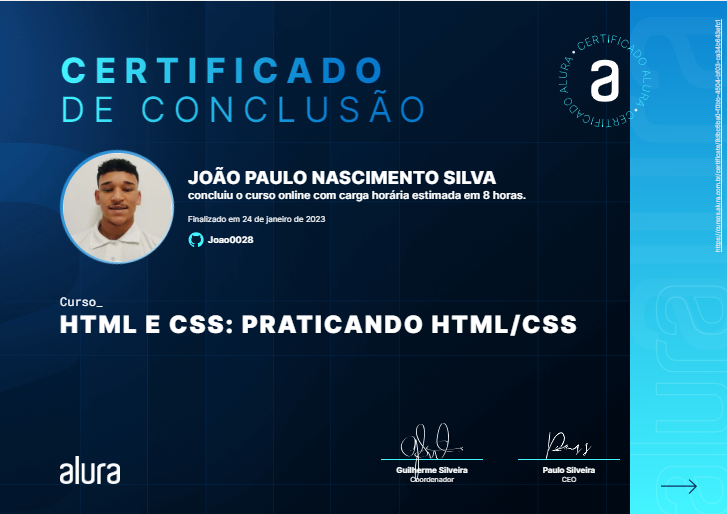 CERTIFICADO
DE CONCLUSÃO
• CERTIFICADO ALURA • CERTIFICADO ALURA
a
JOÃO PAULO NASCIMENTO SILVA
concluiu o curso online com carga horária estimada em 8 horas.
Finalizado em 24 de janeiro de 2023
Joao0028
Curso_
HTML E CSS: PRATICANDO HTML/CSS
alura
Guilherme Silveira
Coordenador
Paulo Silveira
CEO
alura